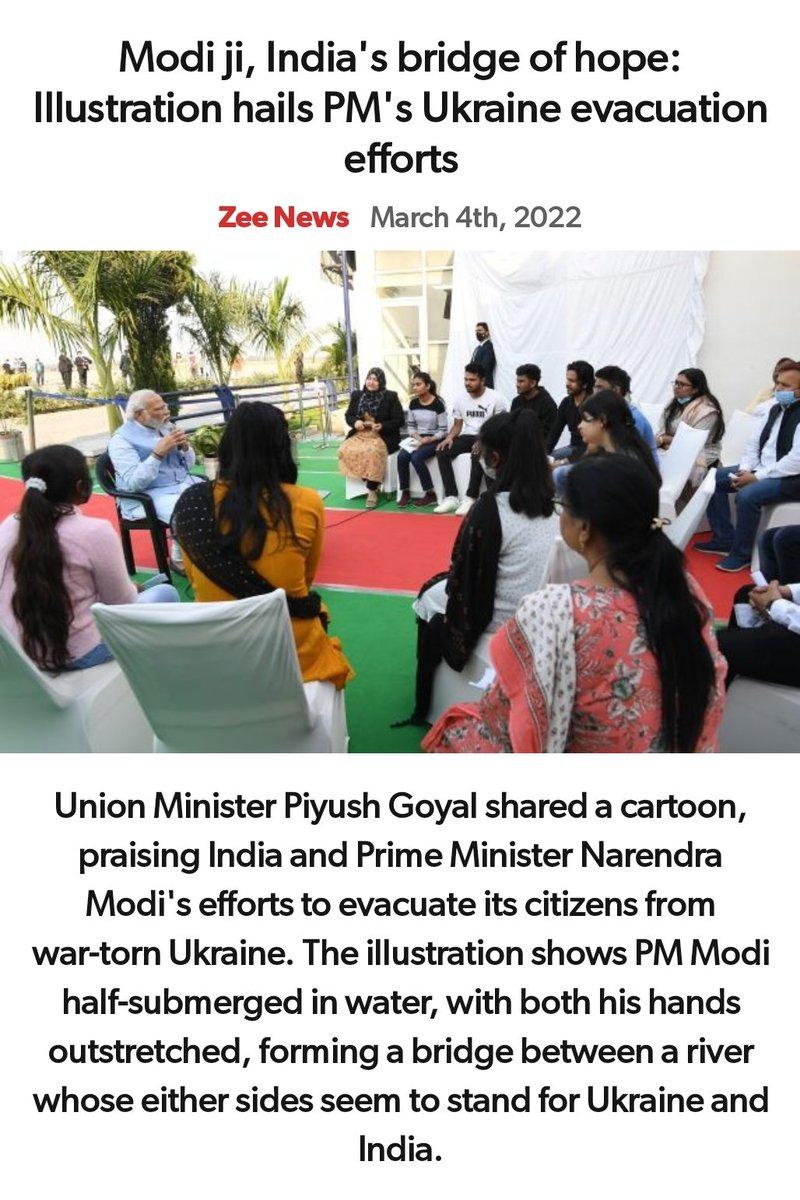 Modi ji, India's bridge of hope:
Illustration hails PM's Ukraine evacuation
efforts
Zee News March 4th, 2022
Union Minister Piyush Goyal shared a cartoon,
praising India and Prime Minister Narendra
Modi's efforts to evacuate its citizens from
war-torn Ukraine. The illustration shows PM Modi
half-submerged in water, with both his hands
outstretched, forming a bridge between a river
whose either sides seem to stand for Ukraine and
India.